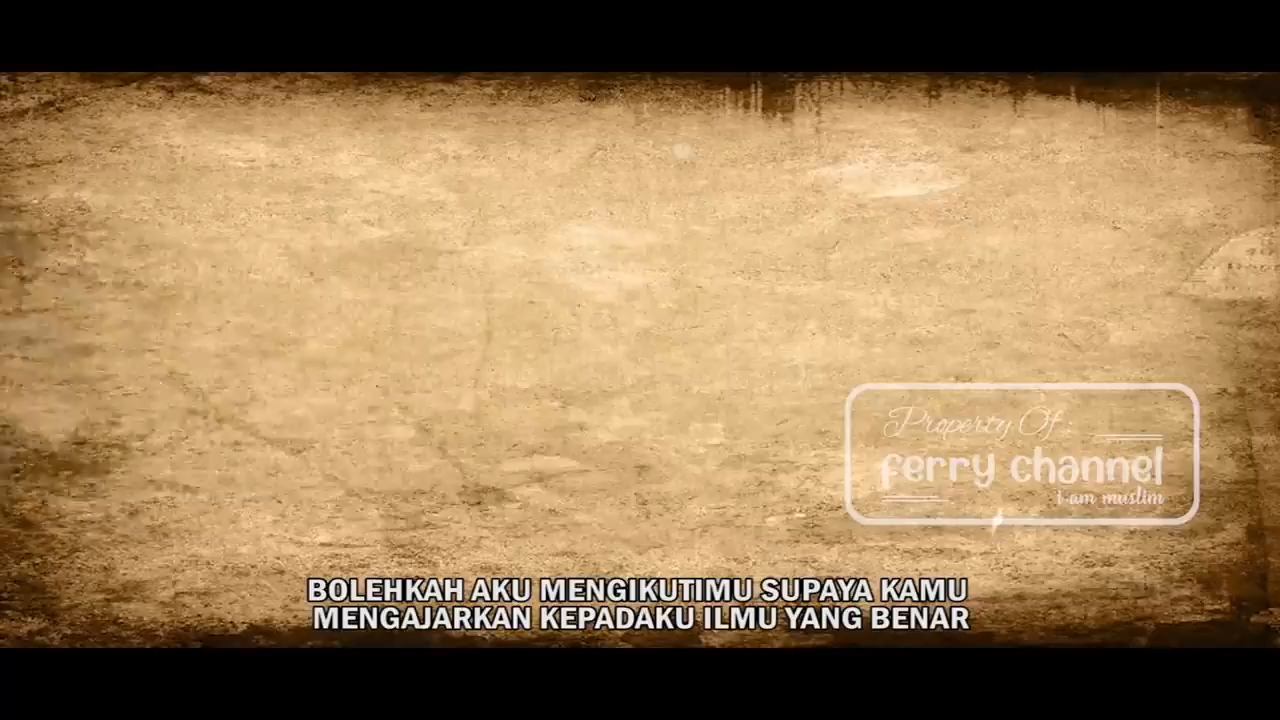 Property Of :
ferry channel
i am muslim
BOLEHKAH AKU MENGIKUTIMU SUPAYA KAMU
MENGAJARKAN KEPADAKU ILMU YANG BENAR